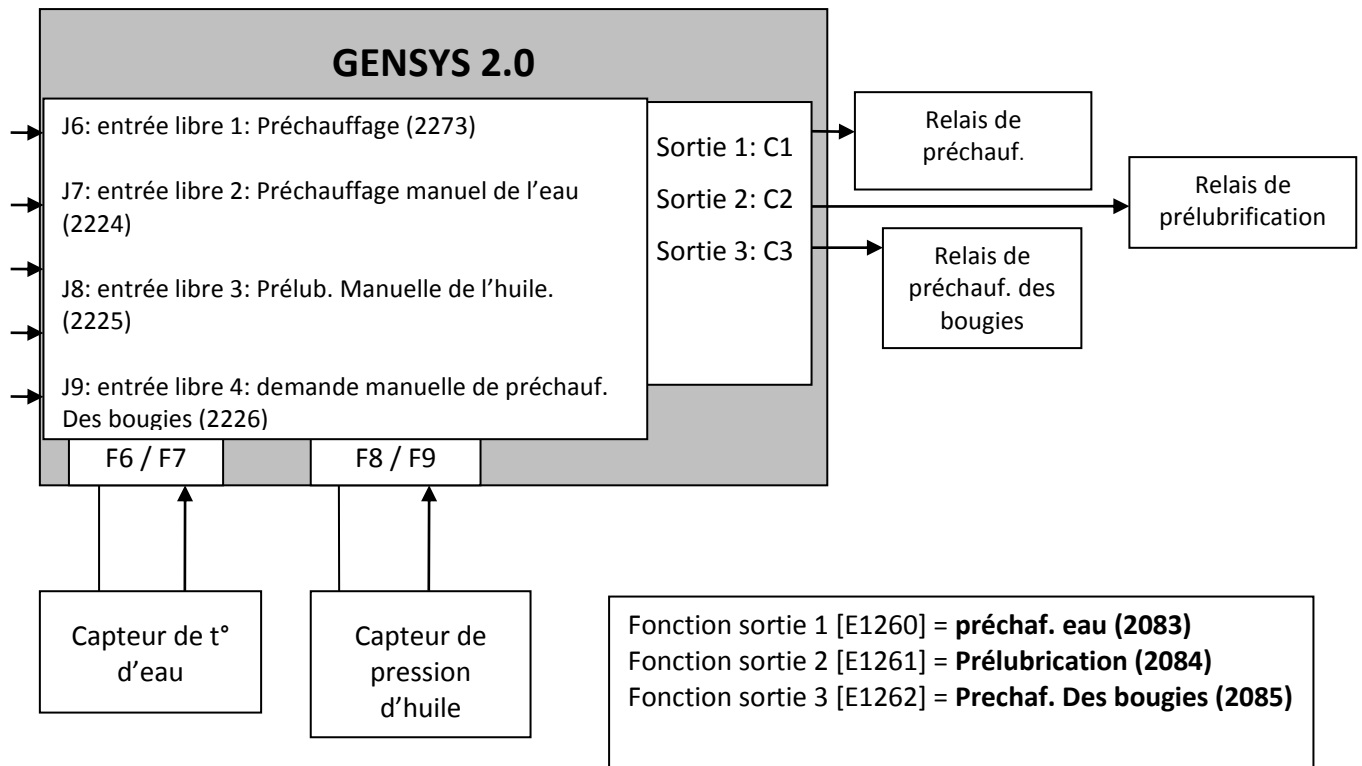 GENSYS 2.0
J6: entrée libre 1: Préchauffage (2273)
J7: entrée libre 2: Préchauffage manuel de l’eau
(2224)
J8: entrée libre 3: Prélub. Manuelle de l’huile.
(2225)
J9: entrée libre 4: demande manuelle de préchauf.
Des bougies (2226)
Sortie 1: C1
Sortie 2: C2
Sortie 3: C3
Relais de
préchauf.
Relais de
prélubrification
Relais de
préchauf. des
bougies
F6 / F7
F8 / F9
Capteur de t°
d’eau
Capteur de
pression
d’huile
Fonction sortie 1 [E1260] = préchaf. eau (2083)
Fonction sortie 2 [E1261] = Prélubrication (2084)
Fonction sortie 3 [E1262] = Prechaf. Des bougies (2085)